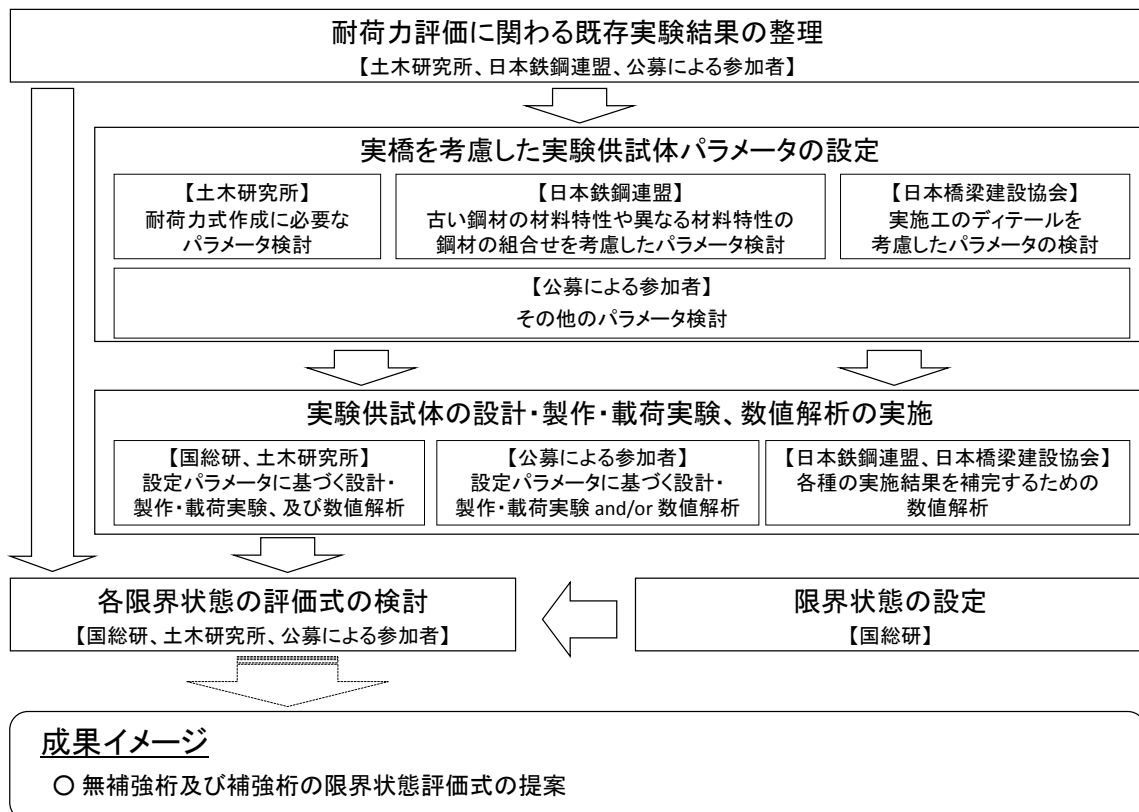 耐荷力評価に関わる既存実験結果の整理
【土木研究所、日本鉄鋼連盟、公募による参加者】
実橋を考慮した実験供試体パラメータの設定
【土木研究所】
耐荷力式作成に必要な
パラメータ検討
【日本鉄鋼連盟】
古い鋼材の材料特性や異なる材料特性の
鋼材の組合せを考慮したパラメータ検討
【日本橋梁建設協会】
実施工のディテールを
考慮したパラメータの検討
【公募による参加者】
その他のパラメータ検討
実験供試体の設計・製作・載荷実験、数値解析の実施
【国総研、土木研究所】
設定パラメータに基づく設計・
製作・載荷実験、及び数値解析
【公募による参加者】
設定パラメータに基づく設計・
製作・載荷実験 and/or 数値解析
【日本鉄鋼連盟、日本橋梁建設協会】
各種の実施結果を補完するための
数値解析
各限界状態の評価式の検討
【国総研、土木研究所、公募による参加者】
限界状態の設定
【国総研】
成果イメージ
○ 無補強桁及び補強桁の限界状態評価式の提案